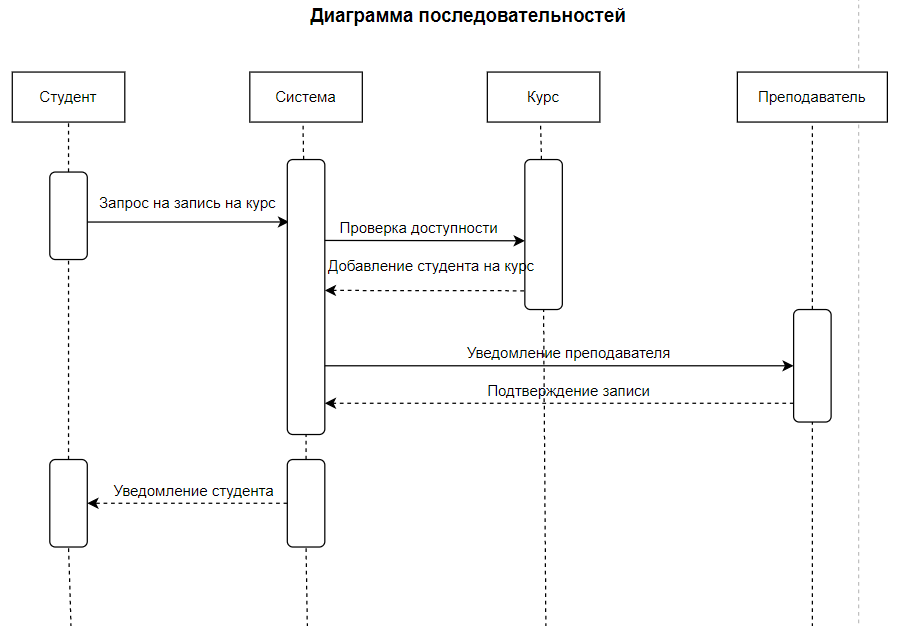 Диаграмма последовательностей
Студент
Система
Курс
Преподаватель
Запрос на запись на курс
Проверка доступности
Добавление студента на курс
Уведомление преподавателя
Подтверждение записи
Уведомление студента